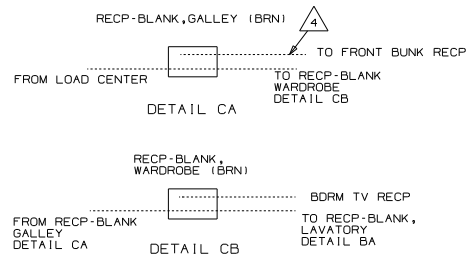 RECP-BLANK,GALLEY (BRN)
4
TO FRONT BUNK RECP
FROM LOAD CENTER
TO RECP-BLANK
WARDROBE
DETAIL CB
DETAIL CA
RECP-BLANK,
WARDROBE (BRN)
BDRM TV RECP
FROM RECP-BLANK
GALLEY
DETAIL CA
TO RECP-BLANK,
LAVATORY
DETAIL BA
DETAIL CB